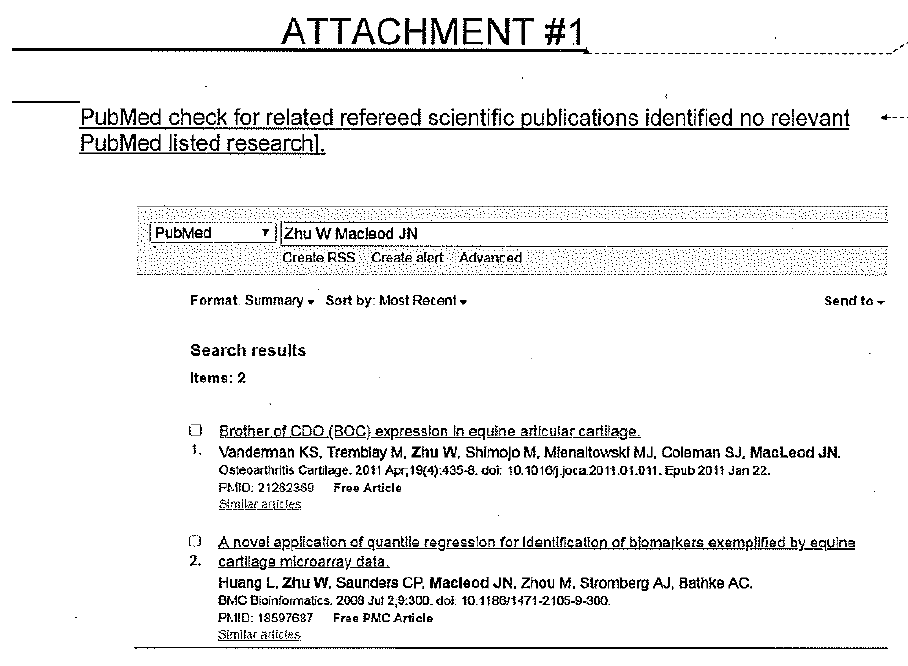 ATTACHMENT #1
PubMed check for related refereed scientific publications identified no relevant
PubMed listed research].
PubMed
Zhu W Macleod JN
Create RSS Create alert Advanced
Format: Summary Sort by: Most Recent
Send to
Search results
Items: 2
Brother of CDO (BOC) expression in equine articular cartilage.
1. Vanderman KS, Tremblay M, Zhu W, Shimojo M, Mienaltowski MJ, Coleman SJ, MacLeod JN.
Osteoarthritis Cartilage. 2011 Apr;19(4):435-8. doi: 10.1016/j.joca.2011.01.011. Epub 2011 Jan 22.
PMID: 21282369 Free Article
Similar articles
A novel application of quantile regression for identification of biomarkers exemplified by equine
2. cartilage microarray data.
Huang L, Zhu W, Saunders CP, Macleod JN, Zhou M, Stromberg AJ, Bathke AC.
BMC Bioinformatics. 2008 Jul 2;9:300. doi: 10.1186/1471-2105-9-300.
PMID: 18597687 Free PMC Article
Similar articles